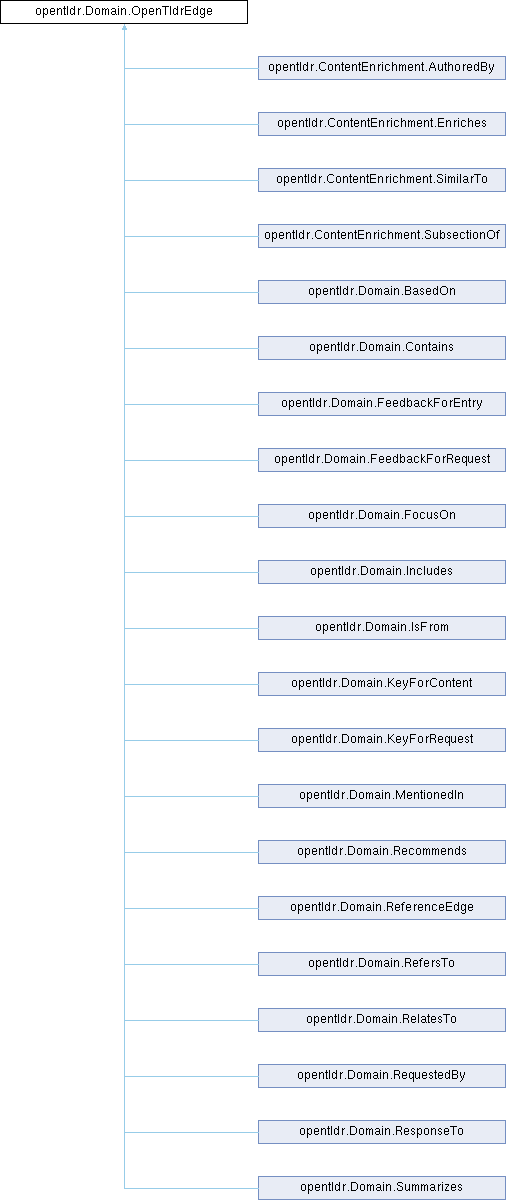 opentldr.Domain.OpenTldrEdge
opentldr.ContentEnrichment.AuthoredBy
opentldr.ContentEnrichment.Enriches
opentldr.ContentEnrichment.SimilarTo
opentldr.ContentEnrichment.SubsectionOf
opentldr.Domain.BasedOn
opentldr.Domain.Contains
opentldr.Domain.FeedbackForEntry
opentldr.Domain.FeedbackForRequest
opentldr.Domain.FocusOn
opentldr.Domain.Includes
opentldr.Domain.IsFrom
opentldr.Domain.KeyForContent
opentldr.Domain.KeyForRequest
opentldr.Domain.MentionedIn
opentldr.Domain.Recommends
opentldr.Domain.ReferenceEdge
opentldr.Domain.RefersTo
opentldr.Domain.RelatesTo
opentldr.Domain.RequestedBy
opentldr.Domain.ResponseTo
opentldr.Domain.Summarizes